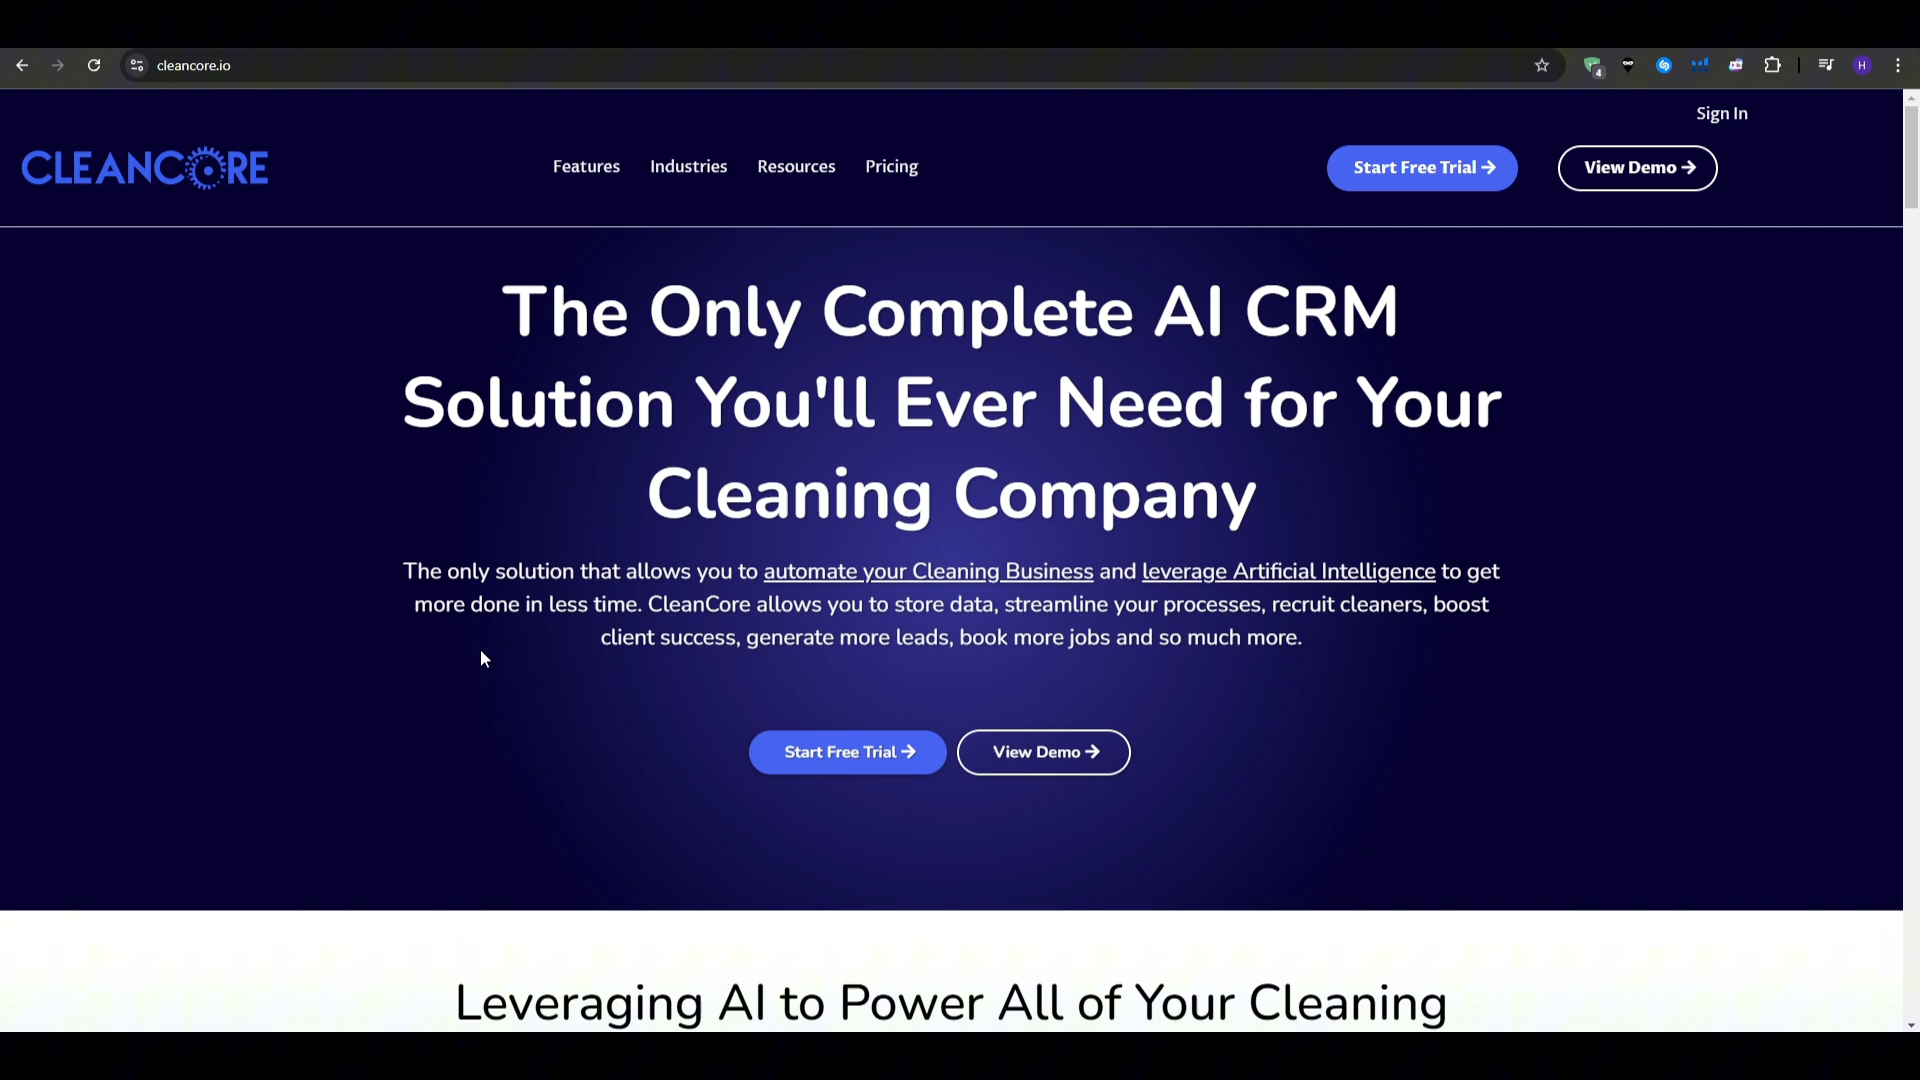 cleancore.io
4
H
Sign In
CLEANCORE
Features Industries Resources Pricing
Start Free Trial → View Demo →
The Only Complete AI CRM
Solution You'll Ever Need for Your
Cleaning Company
The only solution that allows you to automate your Cleaning Business and leverage Artificial Intelligence to get
more done in less time. CleanCore allows you to store data, streamline your processes, recruit cleaners, boost
client success, generate more leads, book more jobs and so much more.
Start Free Trial → View Demo →
Leveraging AI to Power All of Your Cleaning